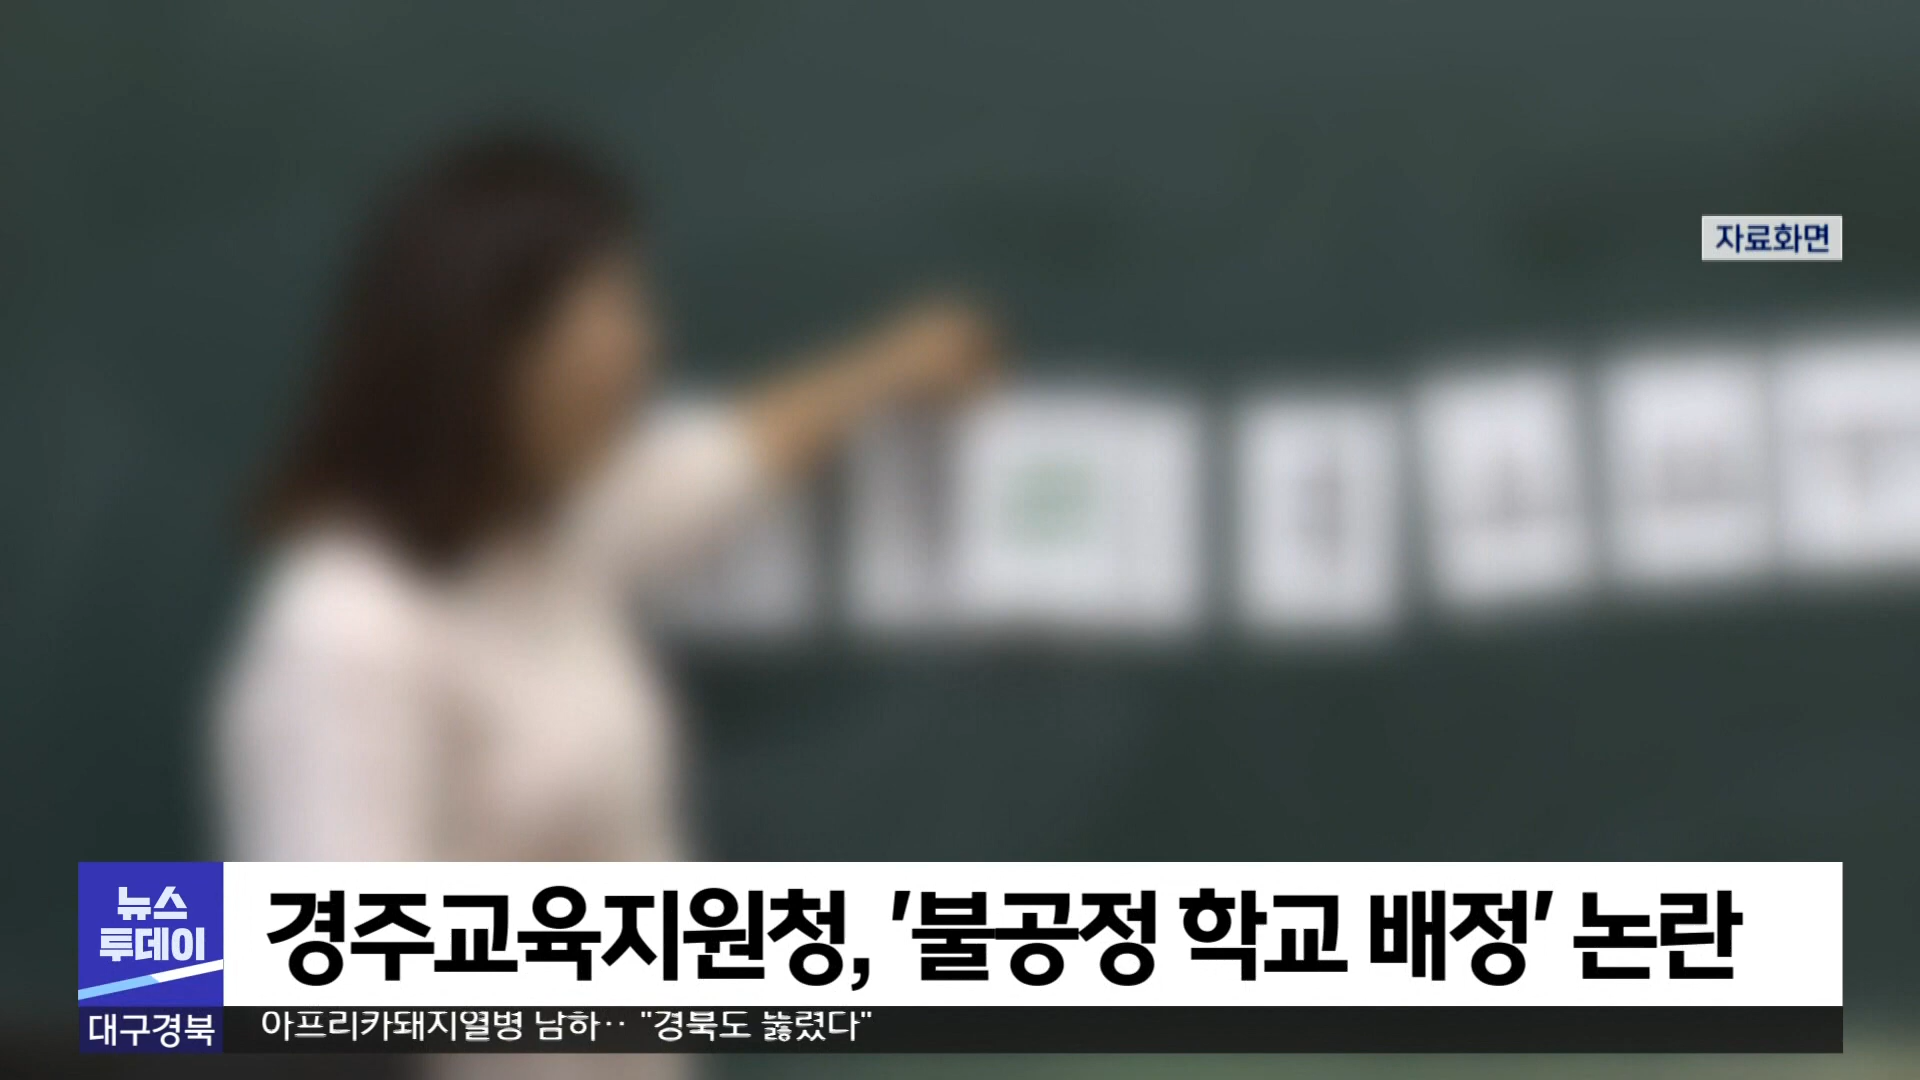 자료화면
뉴스
투데이
경주교육지원청, '불공정 학교 배정' 논란
대구경북
아프리카돼지열병 남하‥ "경북도 뚫렸다"